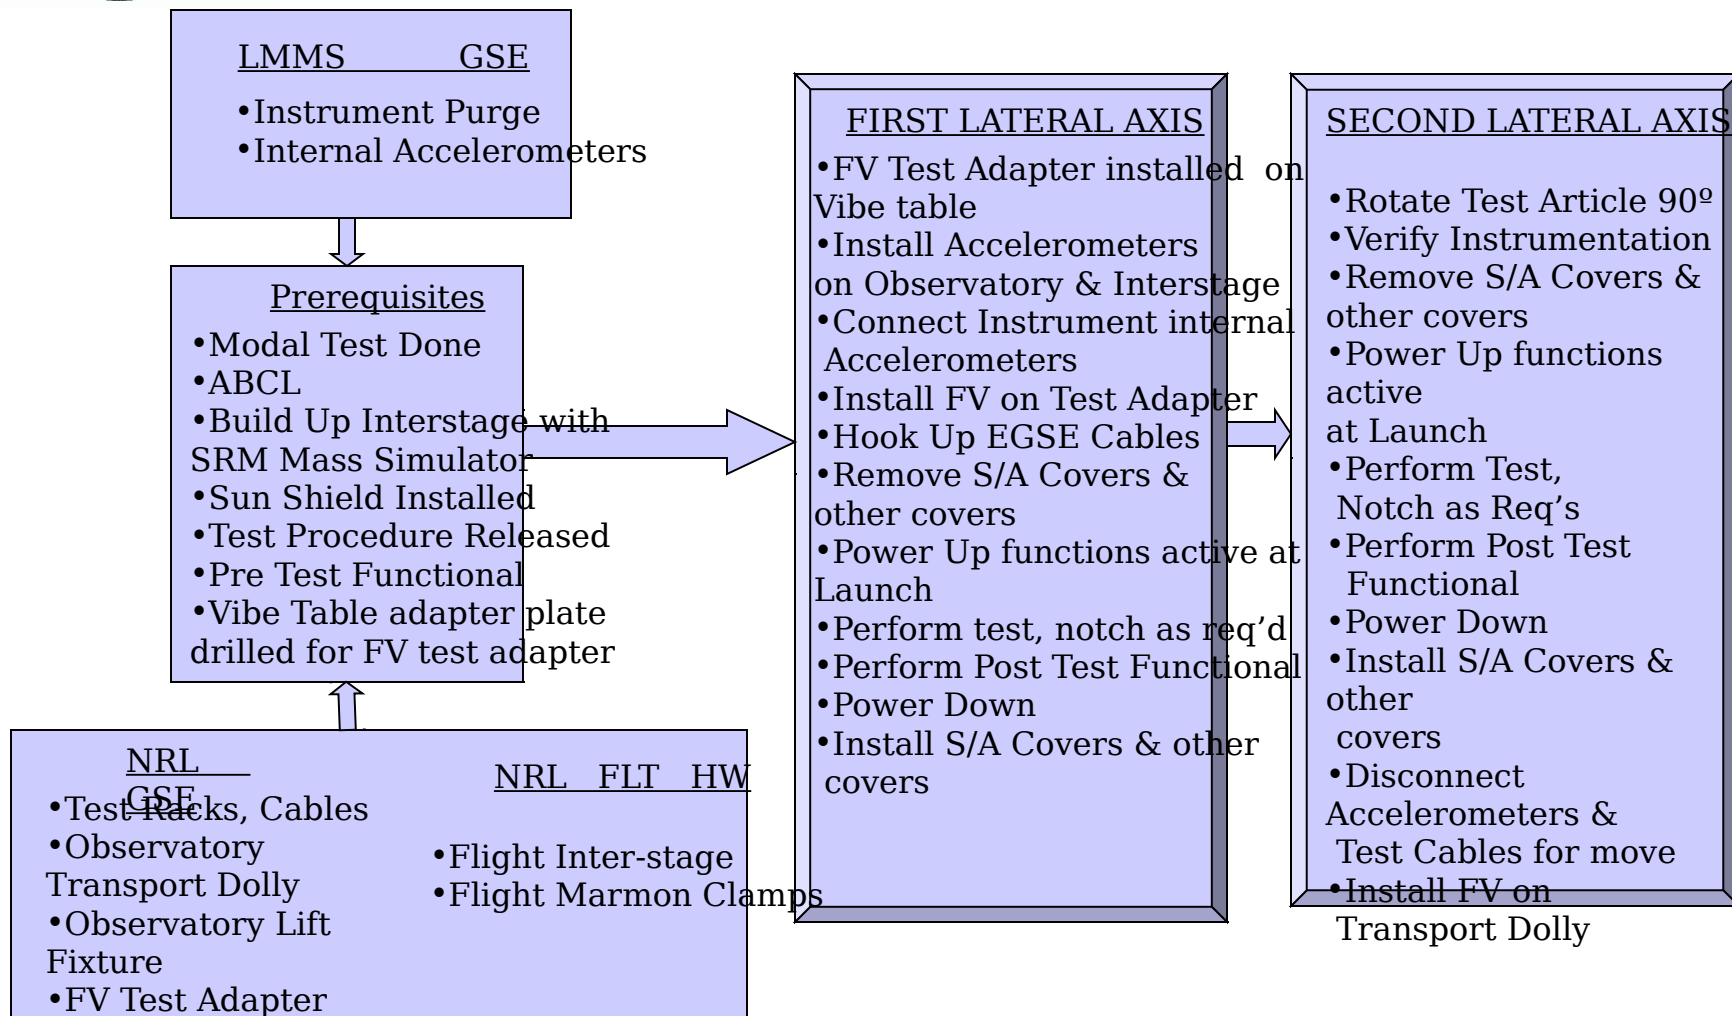 LMMS GSE
•Instrument Purge
•Internal Accelerometers
Prerequisites
•Modal Test Done
•ABCL
•Build Up Interstage with
SRM Mass Simulator
•Sun Shield Installed
•Test Procedure Released
•Pre Test Functional
•Vibe Table adapter plate
drilled for FV test adapter
NRL
GSE
•Test Racks, Cables
•Observatory
Transport Dolly
•Observatory Lift
Fixture
•FV Test Adapter
NRL FLT HW
•Flight Inter-stage
•Flight Marmon Clamps
FIRST LATERAL AXIS
•FV Test Adapter installed on
Vibe table
•Install Accelerometers
on Observatory & Interstage
•Connect Instrument internal
Accelerometers
•Install FV on Test Adapter
•Hook Up EGSE Cables
•Remove S/A Covers &
other covers
•Power Up functions active at
Launch
•Perform test, notch as req’d
•Perform Post Test Functional
•Power Down
•Install S/A Covers & other
covers
SECOND LATERAL AXIS
•Rotate Test Article 90º
•Verify Instrumentation
•Remove S/A Covers &
other covers
•Power Up functions
active
at Launch
•Perform Test,
Notch as Req’s
•Perform Post Test
Functional
•Power Down
•Install S/A Covers &
other
covers
•Disconnect
Accelerometers &
Test Cables for move
•Install FV on
Transport Dolly